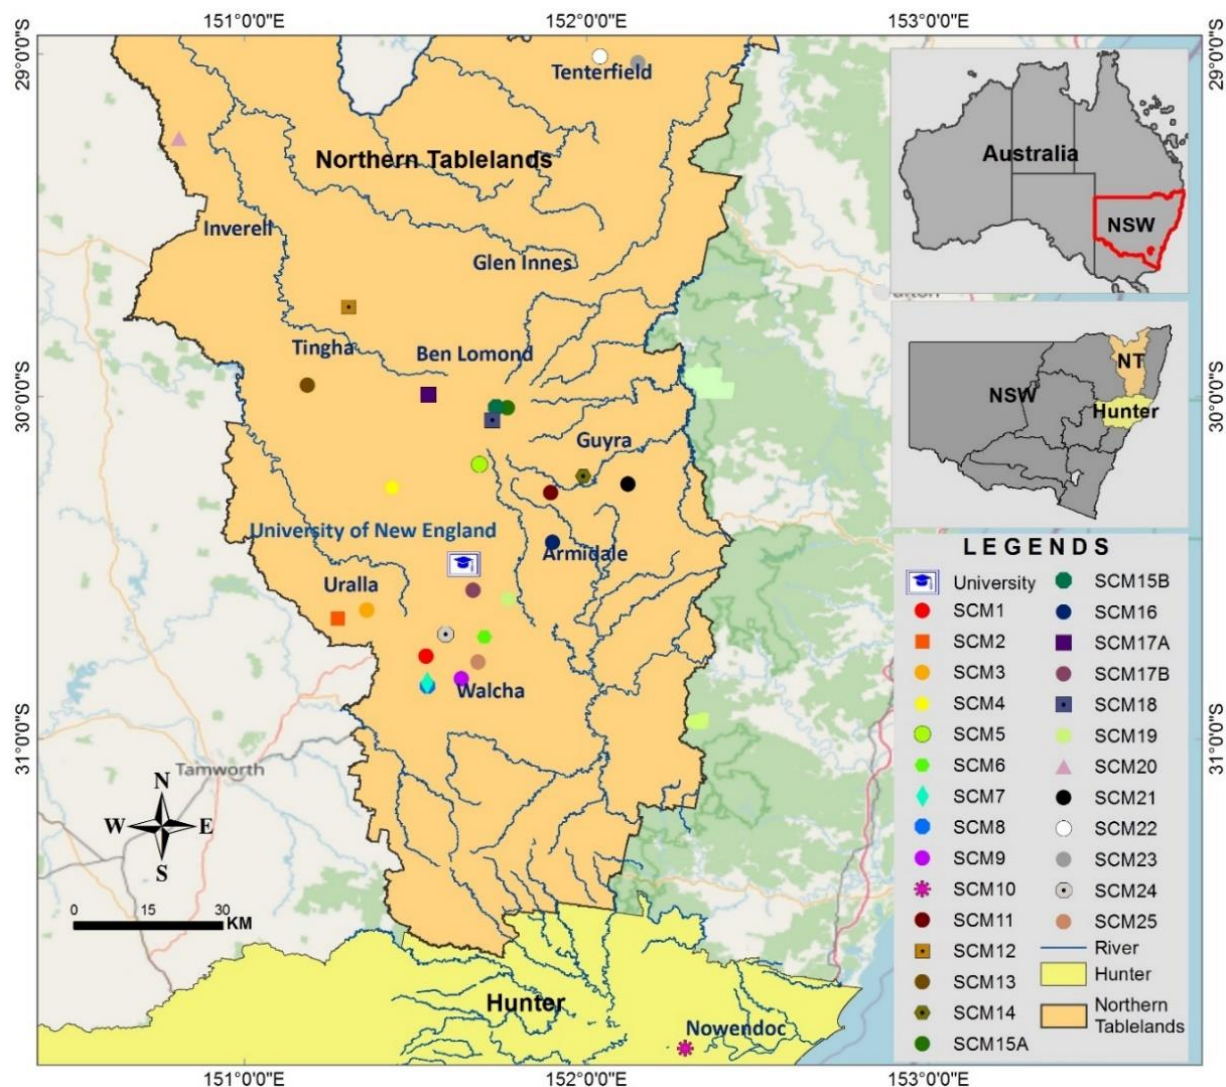 151°0'0"E
152°0'0"E
153°0'0"E
29°0'0"S
29°0'0"S
Tenterfield
Northern Tablelands
Australia
NSW
Inverell
Glen Innes
Tingha
Ben Lomond
NT
NSW
Hunter
30°0'0"S
30°0'0"S
Guyra
University of New England
Armidale
Uralla
Walcha
31°0'0"S
31°0'0"S
Tamworth
N
W
E
S
0
15
30
KM
Hunter
Nowendoc
LEGENDS
University
SCM1
SCM2
SCM3
SCM4
SCM5
SCM6
SCM7
SCM8
SCM9
SCM10
SCM11
SCM12
SCM13
SCM14
SCM15A
SCM15B
SCM16
SCM17A
SCM17B
SCM18
SCM19
SCM20
SCM21
SCM22
SCM23
SCM24
SCM25
River
Hunter
Northern
Tablelands
151°0'0"E
152°0'0"E
153°0'0"E